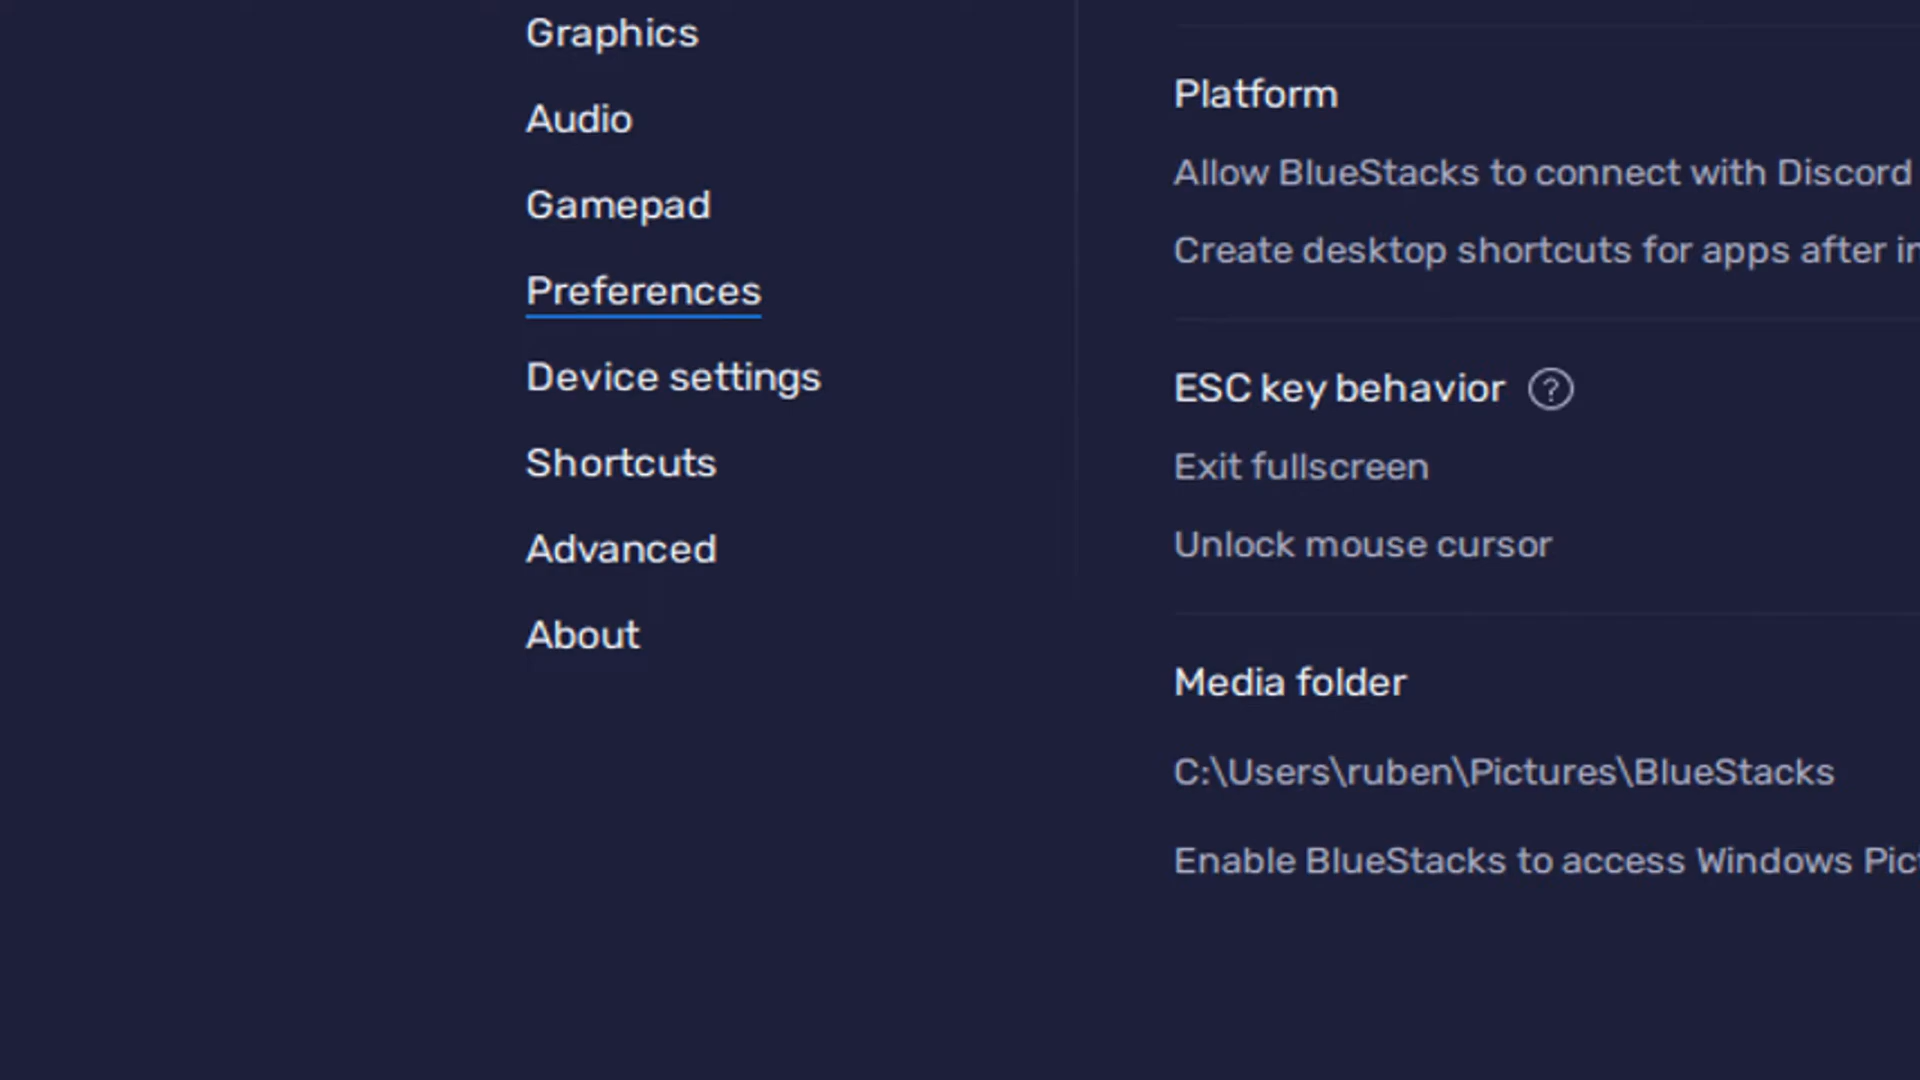 Graphics
Audio
Gamepad
Preferences
Device settings
Shortcuts
Advanced
About
Platform
Allow BlueStacks to connect with Discord
Create desktop shortcuts for apps after
ESC key behavior ?
Exit fullscreen
Unlock mouse cursor
Media folder
C:\Users\ruben\Pictures\BlueStacks
Enable BlueStacks to access Windows